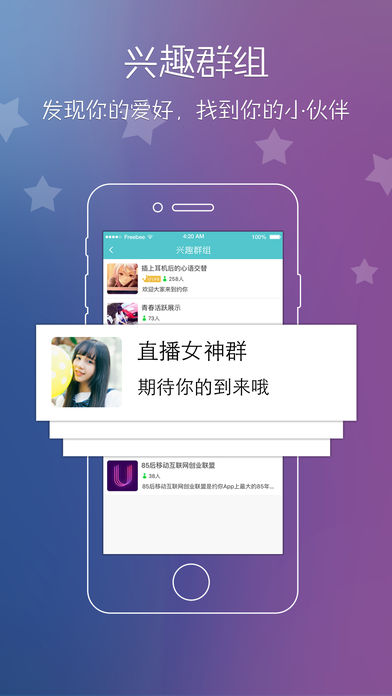 兴趣群组
发现你的爱好，找到你的小伙伴
Freebee 4:20 AM 100%
兴趣群组
插上耳机后的心语交替
258人
欢迎大家来到约你
青春活跃展示
73人
直播女神群
期待你的到来哦
85后移动互联网创业联盟
38人
85后移动互联网创业联盟是约你App上最大的85年...